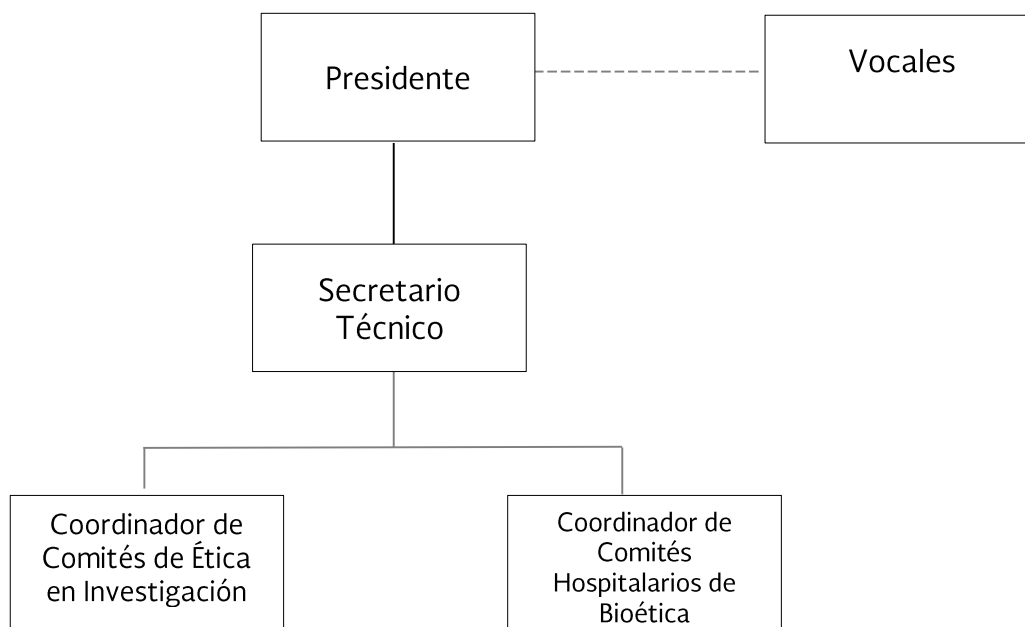 Presidente
Vocales
Secretario
Técnico
Coordinador de
Comités de Ética
en Investigación
Coordinador de
Comités
Hospitalarios de
Bioética